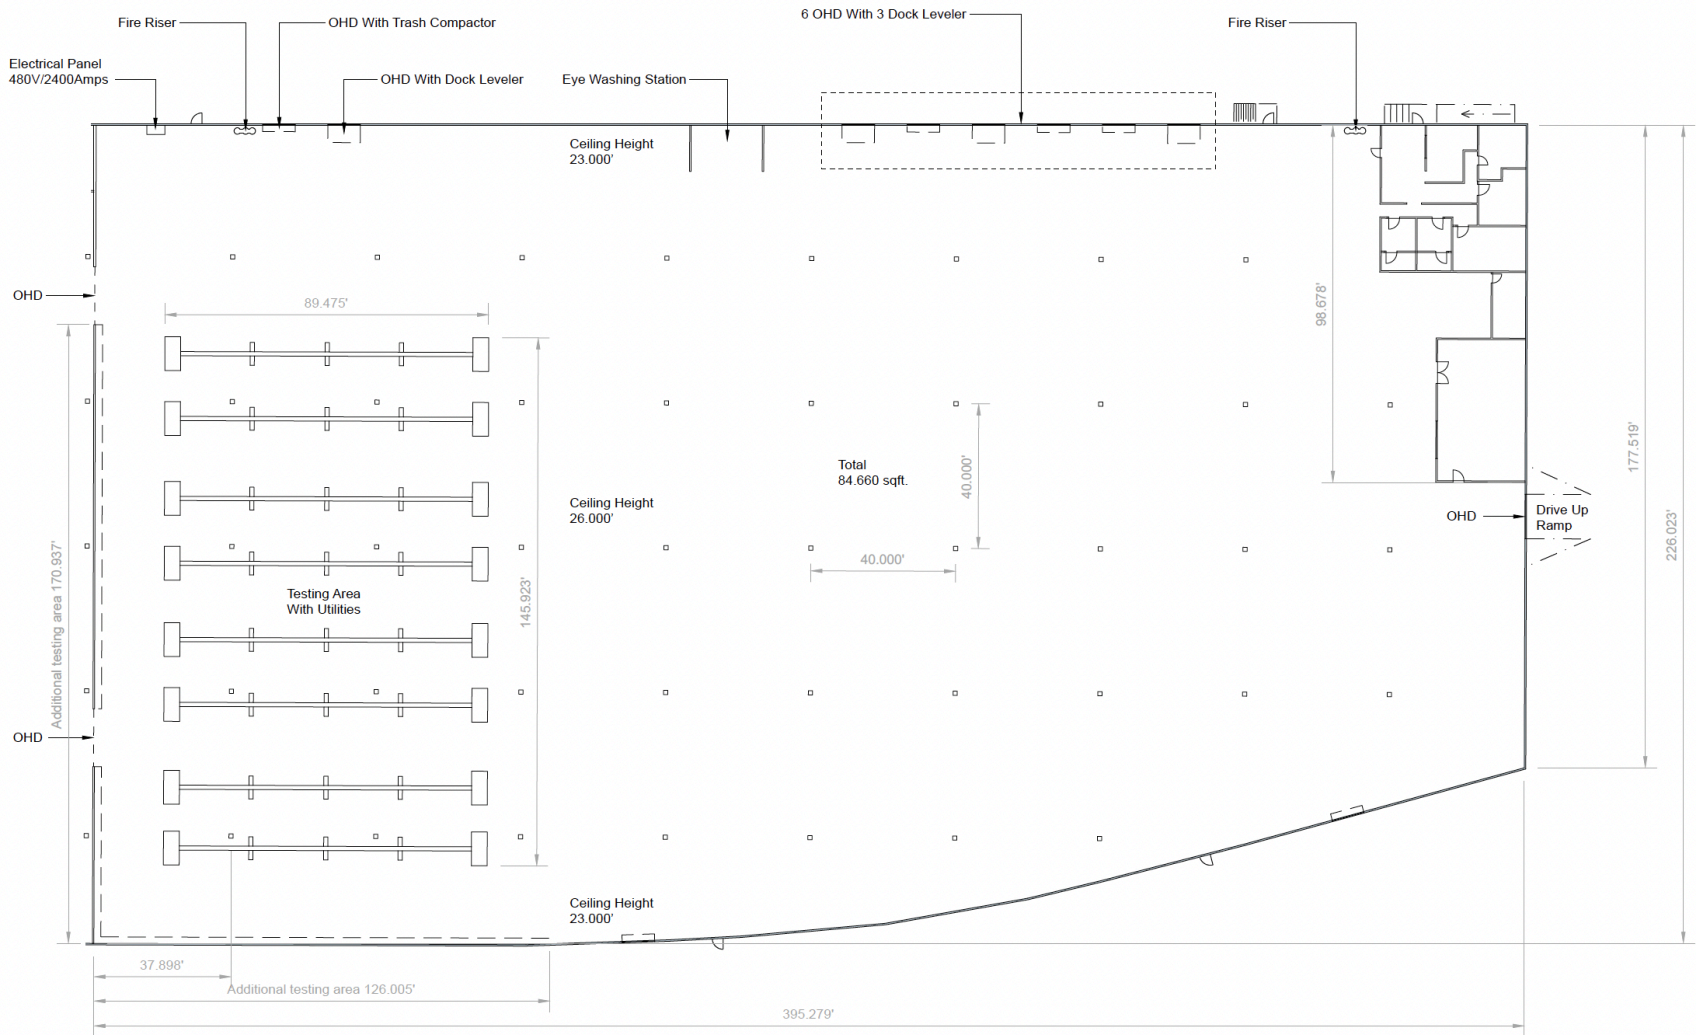 6 OHD With 3 Dock Leveler
Fire Riser
OHD With Trash Compactor
Fire Riser
Electrical Panel
480V/2400Amps
OHD With Dock Leveler
Eye Washing Station
Ceiling Height
23.000'
OHD
89.475'
98.678'
177.519'
226.023'
Total
84.660 sqft.
40.000'
40.000'
Ceiling Height
26.000'
OHD
Drive Up
Ramp
Additional testing area 170.937'
Testing Area
With Utilities
145.923'
OHD
Ceiling Height
23.000'
37.898'
Additional testing area 126.005'
395.279'